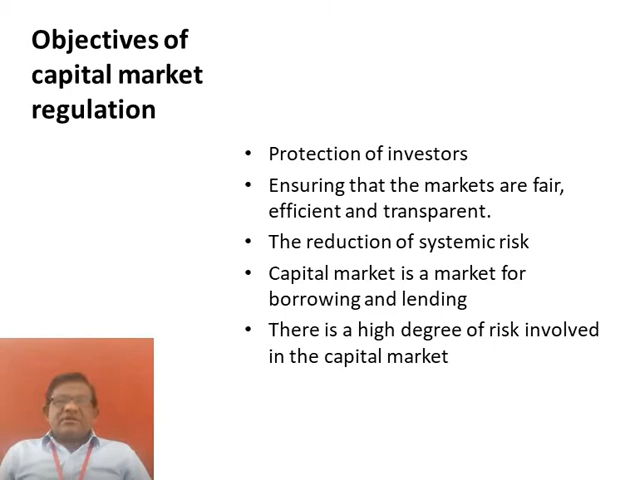 Objectives of
capital market
regulation
• Protection of investors
• Ensuring that the markets are fair,
efficient and transparent.
• The reduction of systemic risk
• Capital market is a market for
borrowing and lending
• There is a high degree of risk involved
in the capital market